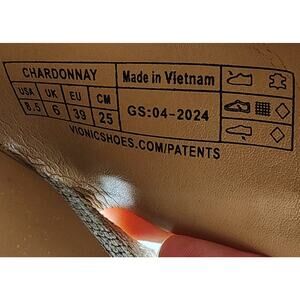 CHARDONNAY Made in Vietnam
USA UK EU CM
8.5 6 39 25 GS:04-2024
VIONICSHOES.COM/PATENTS